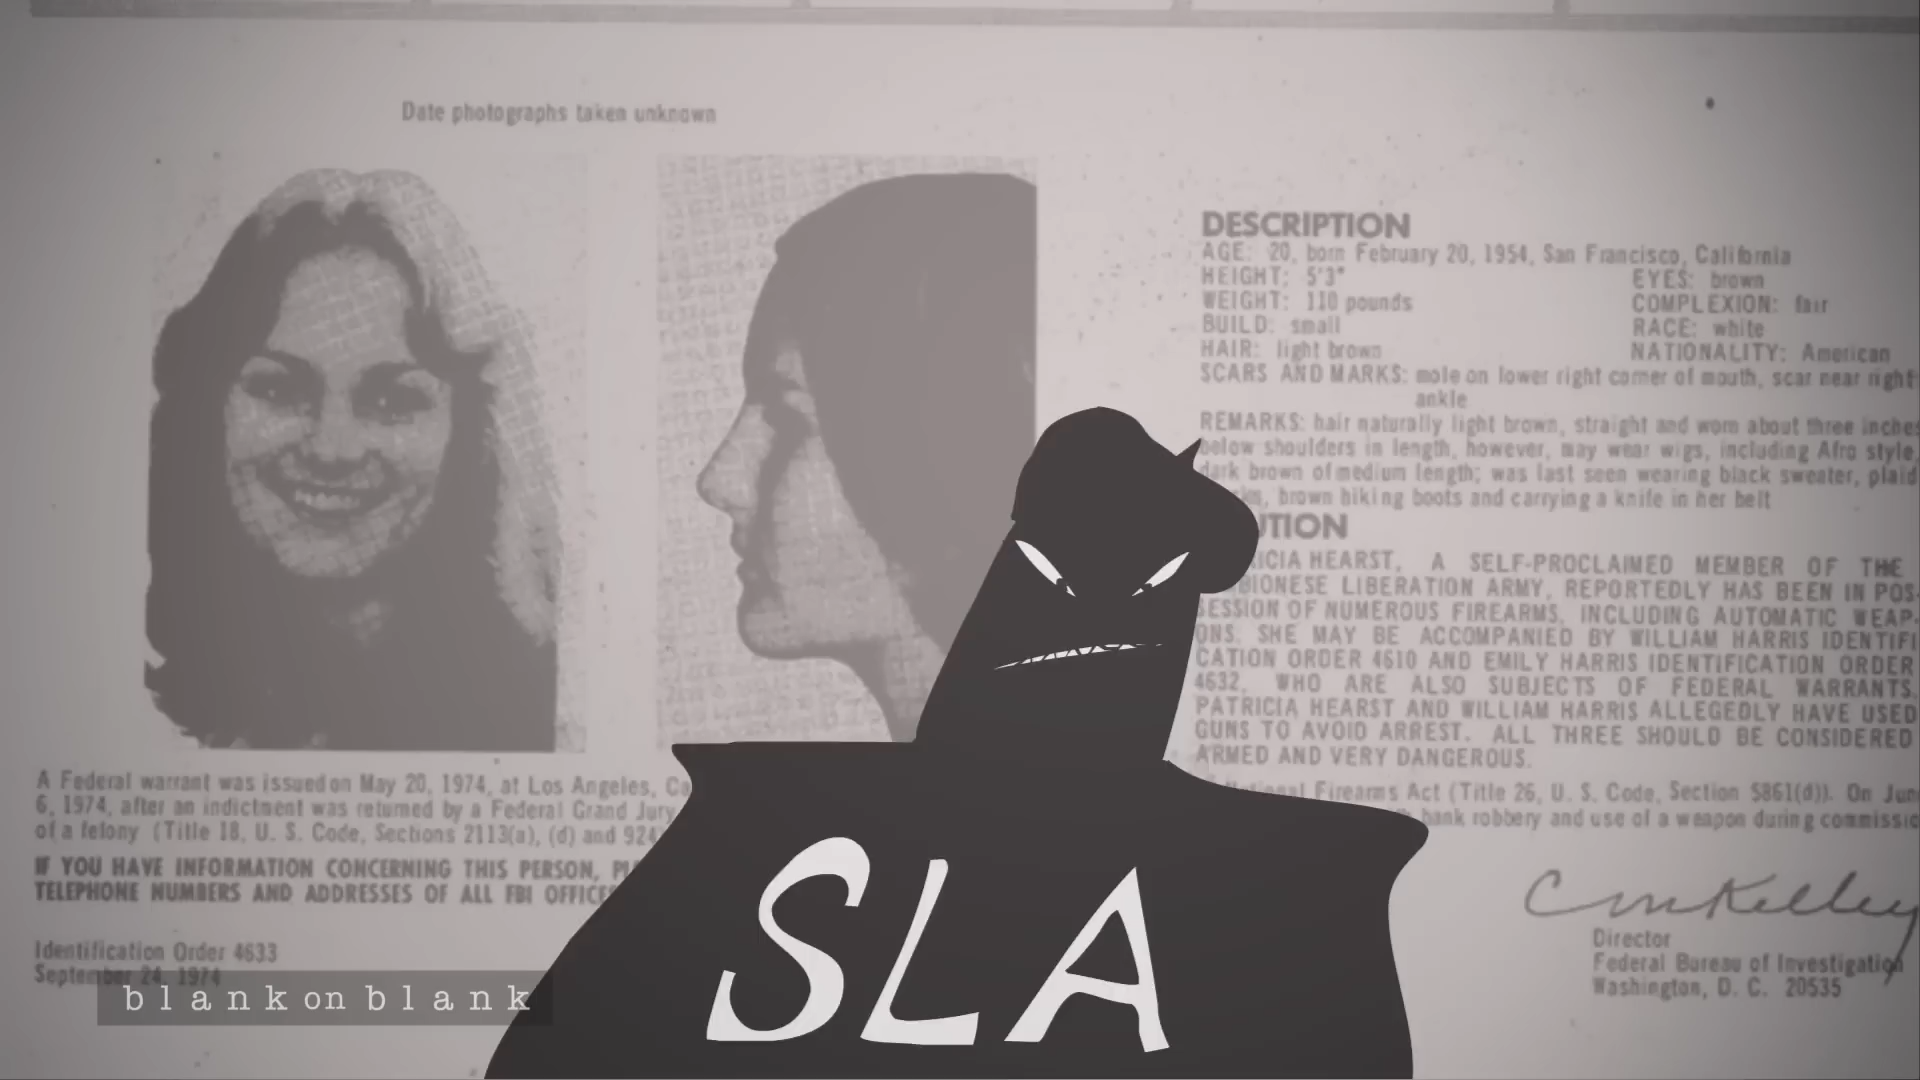 Date photographs taken unknown
DESCRIPTION
AGE: 20, born February 20, 1954, San Francisco, California
HEIGHT: 5'3"
EYES: brown
WEIGHT: 110 pounds
COMPLEXION: fair
BUILD: small
RACE: white
HAIR: light brown
NATIONALITY: American
SCARS AND MARKS: mole on lower right corner of mouth, scar near right
ankle
REMARKS: hair naturally light brown, straight and worn about three inches
below shoulders in length, however, may wear wigs, including Afro style,
dark brown of medium length; was last seen wearing black sweater, plaid
brown hiking boots and carrying a knife in her belt
UTION
RICIA HEARST, A SELF-PROCLAIMED MEMBER OF THE
BIONESE LIBERATION ARMY, REPORTEDLY HAS BEEN IN POS-
SESSION OF NUMEROUS FIREARMS, INCLUDING AUTOMATIC WEAP-
ONS. SHE MAY BE ACCOMPANIED BY WILLIAM HARRIS IDENTIFI
CATION ORDER 4610 AND EMILY HARRIS IDENTIFICATION ORDER
4632, WHO ARE ALSO SUBJECTS OF FEDERAL WARRANTS.
PATRICIA HEARST AND WILLIAM HARRIS ALLEGEDLY HAVE USED
GUNS TO AVOID ARREST. ALL THREE SHOULD BE CONSIDERED
ARMED AND VERY DANGEROUS.
A Federal warrant was issued on May 20, 1974, at Los Angeles, Ca
National Firearms Act (Title 26, U. S. Code, Section 5861(d)). On Jun
6, 1974, after an indictment was returned by a Federal Grand Jury
bank robbery and use of a weapon during commissio
of a felony (Title 18, U. S. Code, Sections 2113(a), (d) and 924
IF YOU HAVE INFORMATION CONCERNING THIS PERSON, PL
TELEPHONE NUMBERS AND ADDRESSES OF ALL FBI OFFICE
CmKelley
Identification Order 4633
September 24, 1974
Director
Federal Bureau of Investigation
Washington, D. C. 20535
SLA
blank on blank